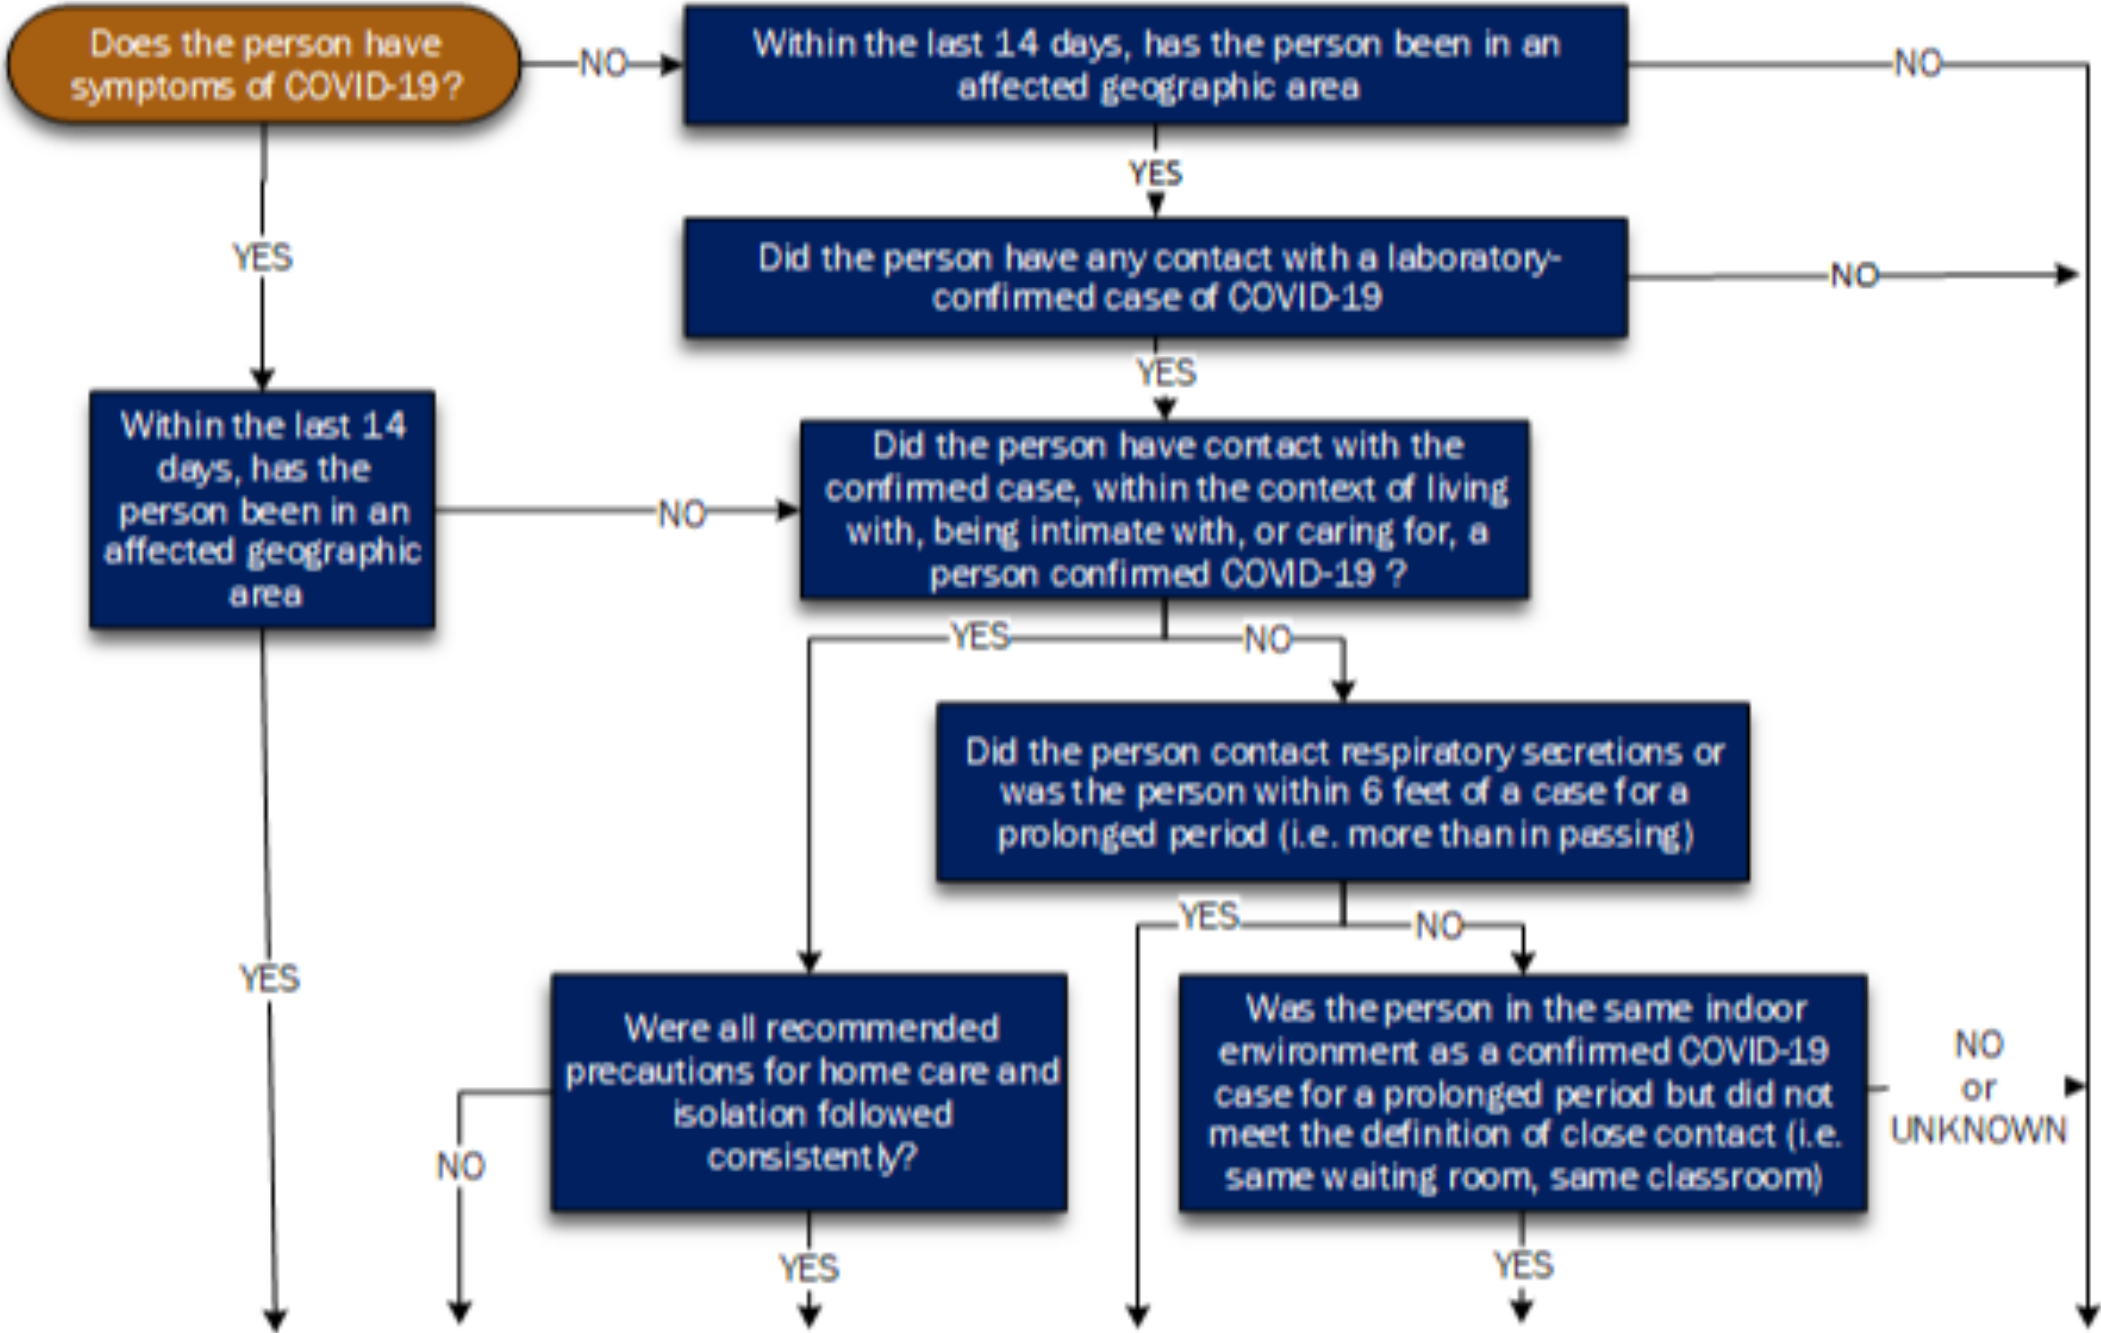 Does the person have
symptoms of COVID-19?
NO
Within the last 14 days, has the person been in an
affected geographic area
NO
YES
YES
Did the person have any contact with a laboratory-
confirmed case of COVID-19
NO
YES
Within the last 14
days, has the
person been in an
affected geographic
area
NO
Did the person have contact with the
confirmed case, within the context of living
with, being intimate with, or caring for, a
person confirmed COVID-19 ?
YES
NO
Did the person contact respiratory secretions or
was the person within 6 feet of a case for a
prolonged period (i.e. more than in passing)
YES
NO
YES
Were all recommended
precautions for home care and
isolation followed
consistently?
NO
YES
Was the person in the same indoor
environment as a confirmed COVID-19
case for a prolonged period but did not
meet the definition of close contact (i.e.
same waiting room, same classroom)
NO
or
UNKNOWN
YES